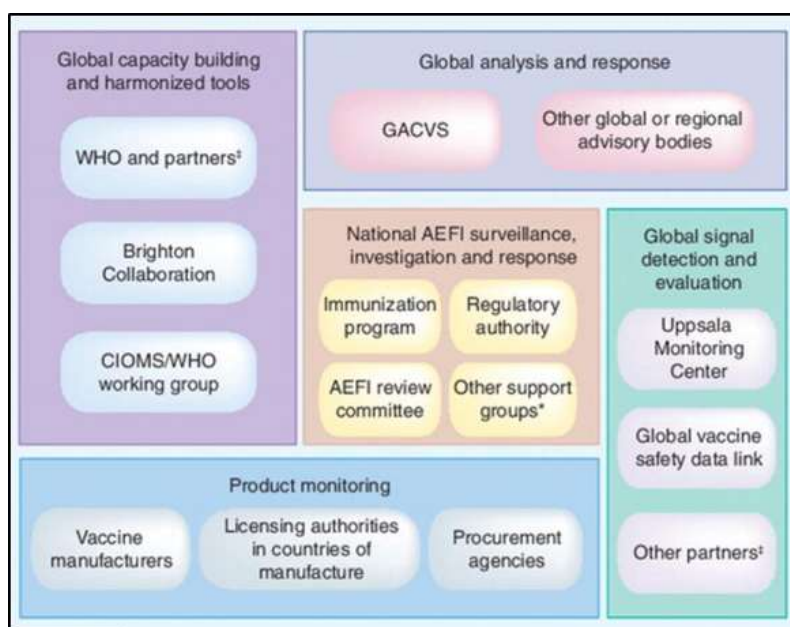 Global capacity building
and harmonized tools
WHO and partners‡
Brighton
Collaboration
CIOMS/WHO
working group
Global analysis and response
GACVS
Other global or regional
advisory bodies
National AEFI surveillance,
investigation and response
Immunization
program
Regulatory
authority
AEFI review
committee
Other support
groups*
Global signal
detection and
evaluation
Uppsala
Monitoring
Center
Global vaccine
safety data link
Other partners‡
Product monitoring
Vaccine
manufacturers
Licensing authorities
in countries of
manufacture
Procurement
agencies